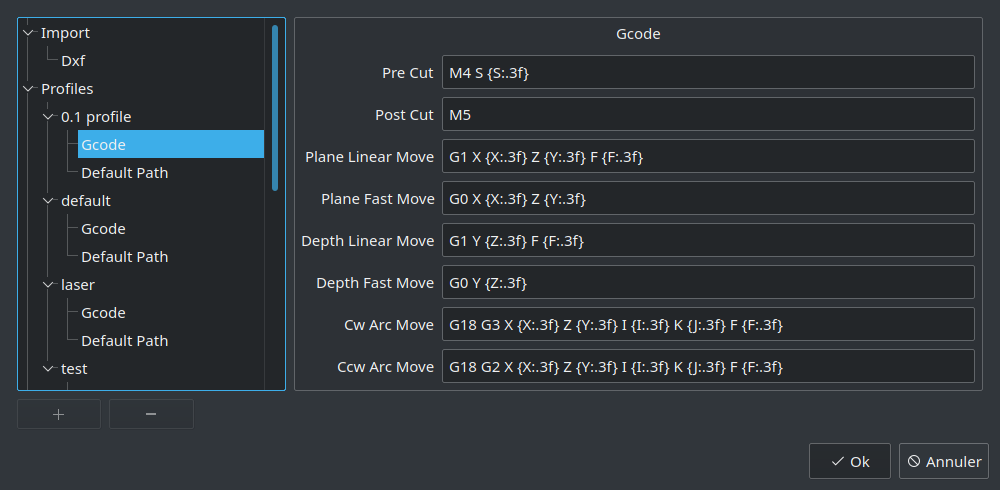 Import
Dxf
Profiles
0.1 profile
Gcode
Default Path
default
Gcode
Default Path
laser
Gcode
Default Path
test
Gcode
Pre Cut M4 S {S:.3f}
Post Cut M5
Plane Linear Move G1 X {X:.3f} Z {Y:.3f} F {F:.3f}
Plane Fast Move G0 X {X:.3f} Z {Y:.3f}
Depth Linear Move G1 Y {Z:.3f} F {F:.3f}
Depth Fast Move G0 Y {Z:.3f}
Cw Arc Move G18 G3 X {X:.3f} Z {Y:.3f} I {I:.3f} K {J:.3f} F {F:.3f}
Ccw Arc Move G18 G2 X {X:.3f} Z {Y:.3f} I {I:.3f} K {J:.3f} F {F:.3f}
Ok Annuler